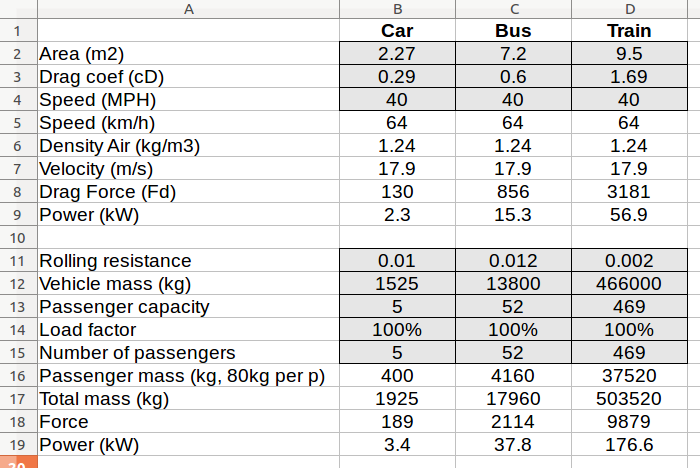 A B C D
1 Car Bus Train
2 Area (m2) 2.27 7.2 9.5
3 Drag coef (cD) 0.29 0.6 1.69
4 Speed (MPH) 40 40 40
5 Speed (km/h) 64 64 64
6 Density Air (kg/m3) 1.24 1.24 1.24
7 Velocity (m/s) 17.9 17.9 17.9
8 Drag Force (Fd) 130 856 3181
9 Power (kW) 2.3 15.3 56.9
10
11 Rolling resistance 0.01 0.012 0.002
12 Vehicle mass (kg) 1525 13800 466000
13 Passenger capacity 5 52 469
14 Load factor 100% 100% 100%
15 Number of passengers 5 52 469
16 Passenger mass (kg, 80kg per p) 400 4160 37520
17 Total mass (kg) 1925 17960 503520
18 Force 189 2114 9879
19 Power (kW) 3.4 37.8 176.6
20